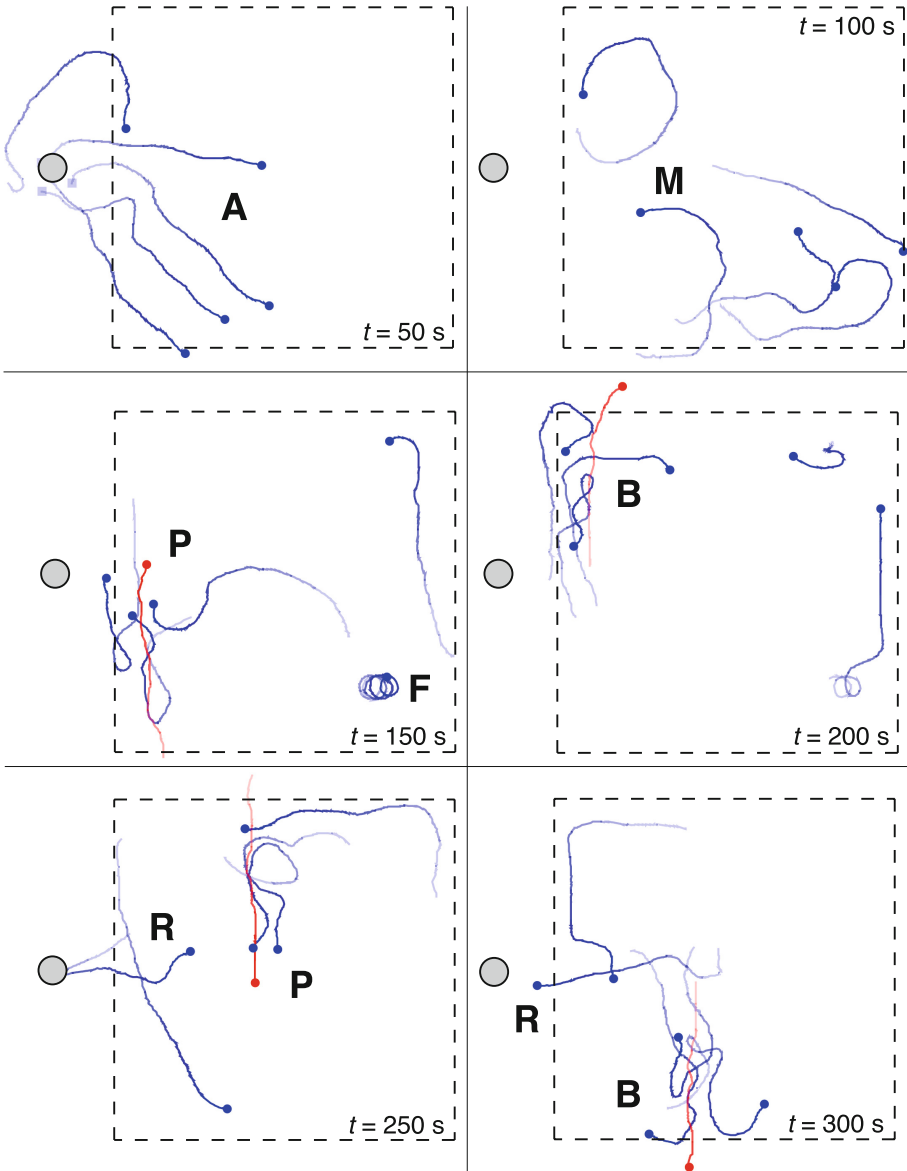 A
t = 50 s
t = 100 s
M
P
F
t = 150 s
B
t = 200 s
R
P
t = 250 s
R
B
t = 300 s